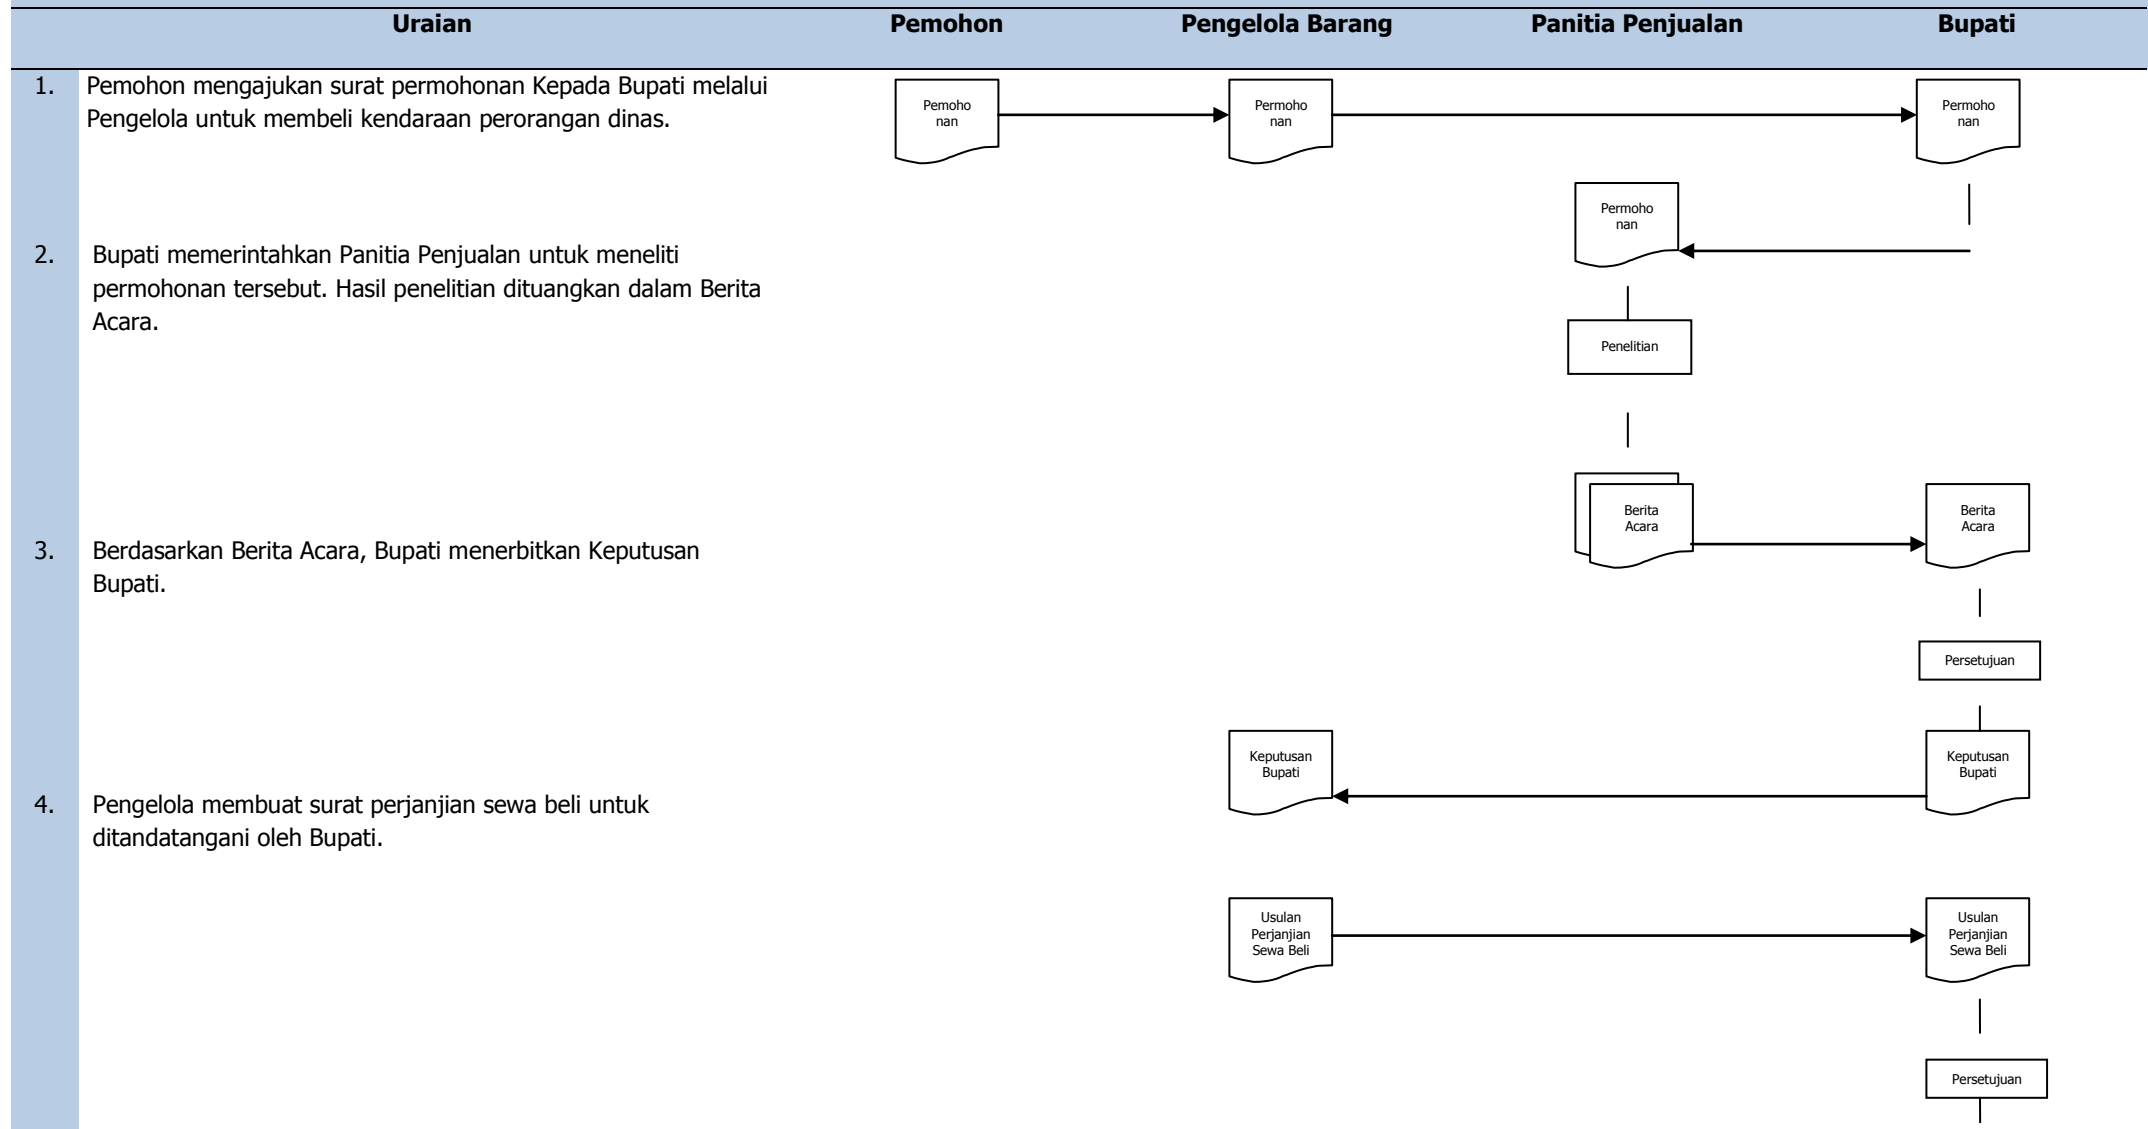 Uraian Pemohon Pengelola Barang Panitia Penjualan Bupati
1. Pemohon mengajukan surat permohonan Kepada Bupati melalui
Pengelola untuk membeli kendaraan perorangan dinas.
Pemoho
nan
Permoho
nan
Permoho
nan
Permoho
nan
2. Bupati memerintahkan Panitia Penjualan untuk meneliti
permohonan tersebut. Hasil penelitian dituangkan dalam Berita
Acara.
Penelitian
Berita
Acara
Berita
Acara
3. Berdasarkan Berita Acara, Bupati menerbitkan Keputusan
Bupati.
Persetujuan
Keputusan
Bupati
Keputusan
Bupati
4. Pengelola membuat surat perjanjian sewa beli untuk
ditandatangani oleh Bupati.
Usulan
Perjanjian
Sewa Beli
Usulan
Perjanjian
Sewa Beli
Persetujuan